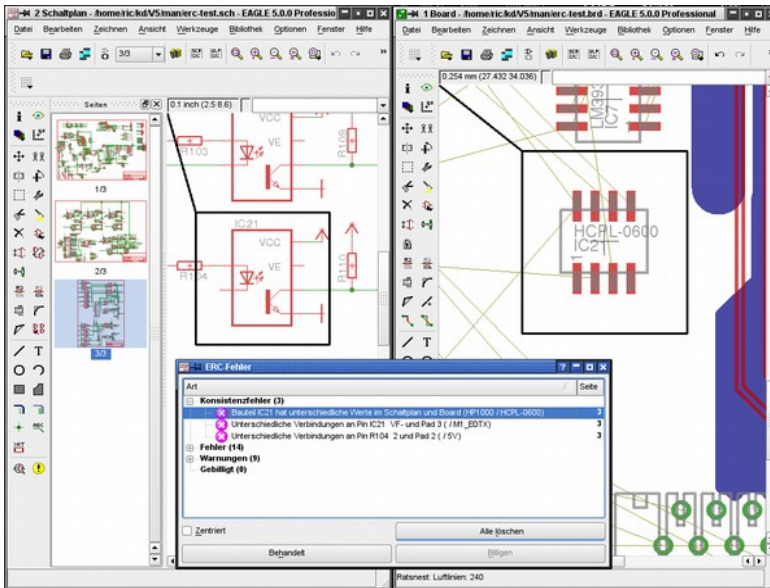 2 Schaltplan - /home/ric/kd/V5/man/erc-test.sch - EAGLE 5.0.0 Professio
Datei Bearbeiten Zeichnen Ansicht Werkzeuge Bibliothek Optionen Fenster Hilfe
3/3
Seiten
0.1 inch (2.5 8.6)
1/3
2/3
3/3
VCC
R103
VE
R109
IC21
VCC
R104
VE
R110
1 Board - /home/ric/kd/V5/man/erc-test.brd - EAGLE 5.0.0 Professional
Datei Bearbeiten Zeichnen Ansicht Werkzeuge Bibliothek Optionen Fenster Hilfe
0.254 mm (27.432 34.036)
LM393
IC7
HCPL-0600
IC21
1
ERC-Fehler
Art
Seite
Konsistenzfehler (3)
Bauteil IC21 hat unterschiedliche Werte im Schaltplan und Board (HP1000 / HCPL-0600) 3
Unterschiedliche Verbindungen an Pin IC21 VF- und Pad 3 ( / M1_EDTX) 3
Unterschiedliche Verbindungen an Pin R104 2 und Pad 2 ( / 5V) 3
Fehler (14)
Warnungen (9)
Gebilligt (0)
Zentriert
Alle löschen
Behandelt
Billigen
Ratsnest: Luftlinien: 240